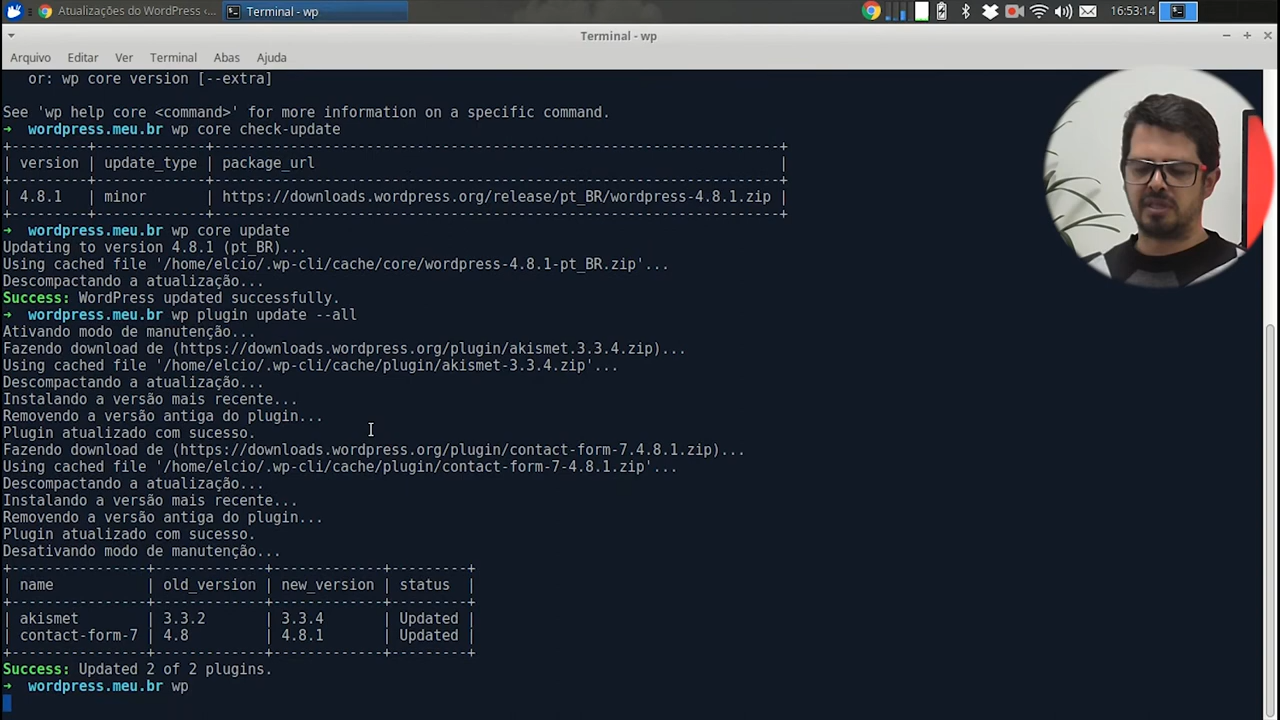 Atualizações do WordPress ‹...
Terminal - wp
16:53:14
Terminal - wp
Arquivo Editar Ver Terminal Abas Ajuda
or: wp core version [--extra]
See 'wp help core <command>' for more information on a specific command.
➜ wordpress.meu.br wp core check-update
| version | update_type | package_url |
| 4.8.1 | minor | https://downloads.wordpress.org/release/pt_BR/wordpress-4.8.1.zip |
➜ wordpress.meu.br wp core update
Updating to version 4.8.1 (pt_BR)...
Using cached file '/home/elcio/.wp-cli/cache/core/wordpress-4.8.1-pt_BR.zip'...
Descompactando a atualização...
Success: WordPress updated successfully.
➜ wordpress.meu.br wp plugin update --all
Ativando modo de manutenção...
Fazendo download de (https://downloads.wordpress.org/plugin/akismet.3.3.4.zip)...
Using cached file '/home/elcio/.wp-cli/cache/plugin/akismet-3.3.4.zip'...
Descompactando a atualização...
Instalando a versão mais recente...
Removendo a versão antiga do plugin...
Plugin atualizado com sucesso.
Fazendo download de (https://downloads.wordpress.org/plugin/contact-form-7.4.8.1.zip)...
Using cached file '/home/elcio/.wp-cli/cache/plugin/contact-form-7-4.8.1.zip'...
Descompactando a atualização...
Instalando a versão mais recente...
Removendo a versão antiga do plugin...
Plugin atualizado com sucesso.
Desativando modo de manutenção...
| name | old_version | new_version | status |
| akismet | 3.3.2 | 3.3.4 | Updated |
| contact-form-7 | 4.8 | 4.8.1 | Updated |
Success: Updated 2 of 2 plugins.
➜ wordpress.meu.br wp